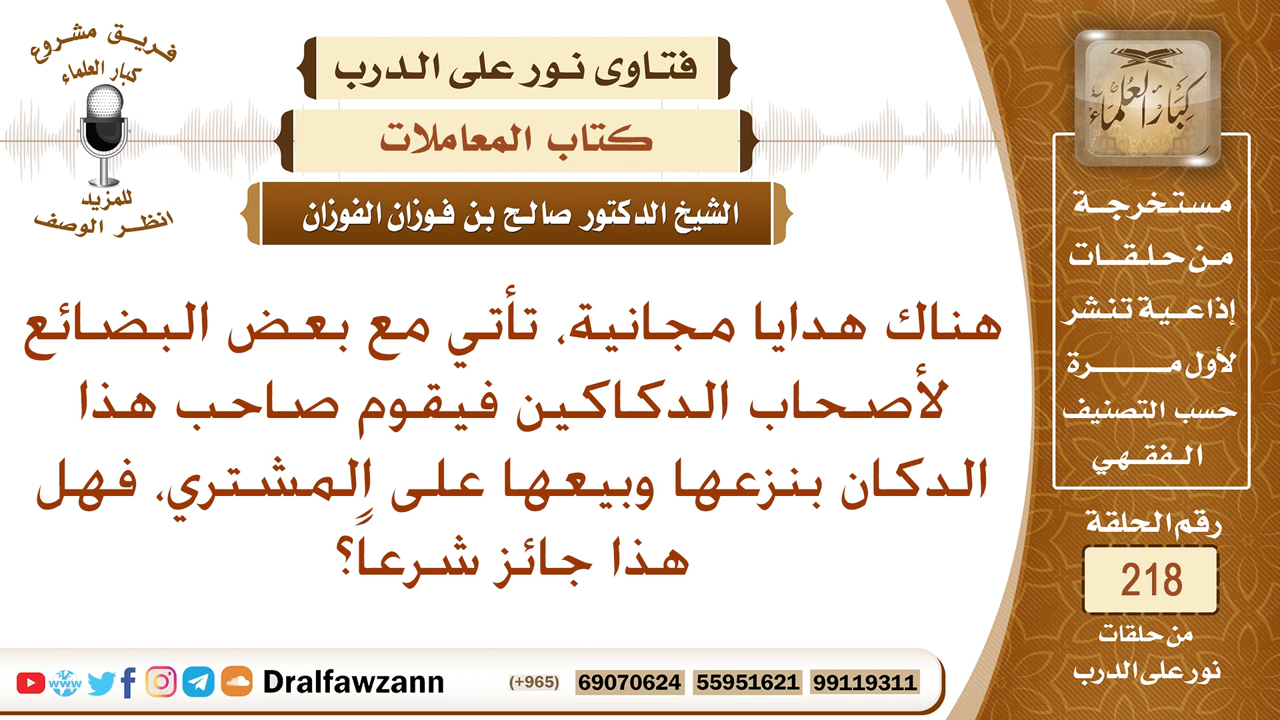 فريق مشروع
كبار العلماء
للمزيد
انظر الوصف
فتاوى نور على الدرب
كتاب المعاملات
الشيخ الدكتور صالح بن فوزان الفوزان
هناك هدايا مجانية، تأتي مع بعض البضائع
لأصحاب الدكاكين فيقوم صاحب هذا
الدكان بنزعها وبيعها على المشتري، فهل
هذا جائز شرعاً؟
كبار العلماء
مستخرجة
من حلقات
إذاعية تنشر
لأول مرة
حسب التصنيف
الفقهي
رقم الحلقة
218
من حلقات
نور على الدرب
www Dralfawzann (+965) 69070624 55951621 99119311